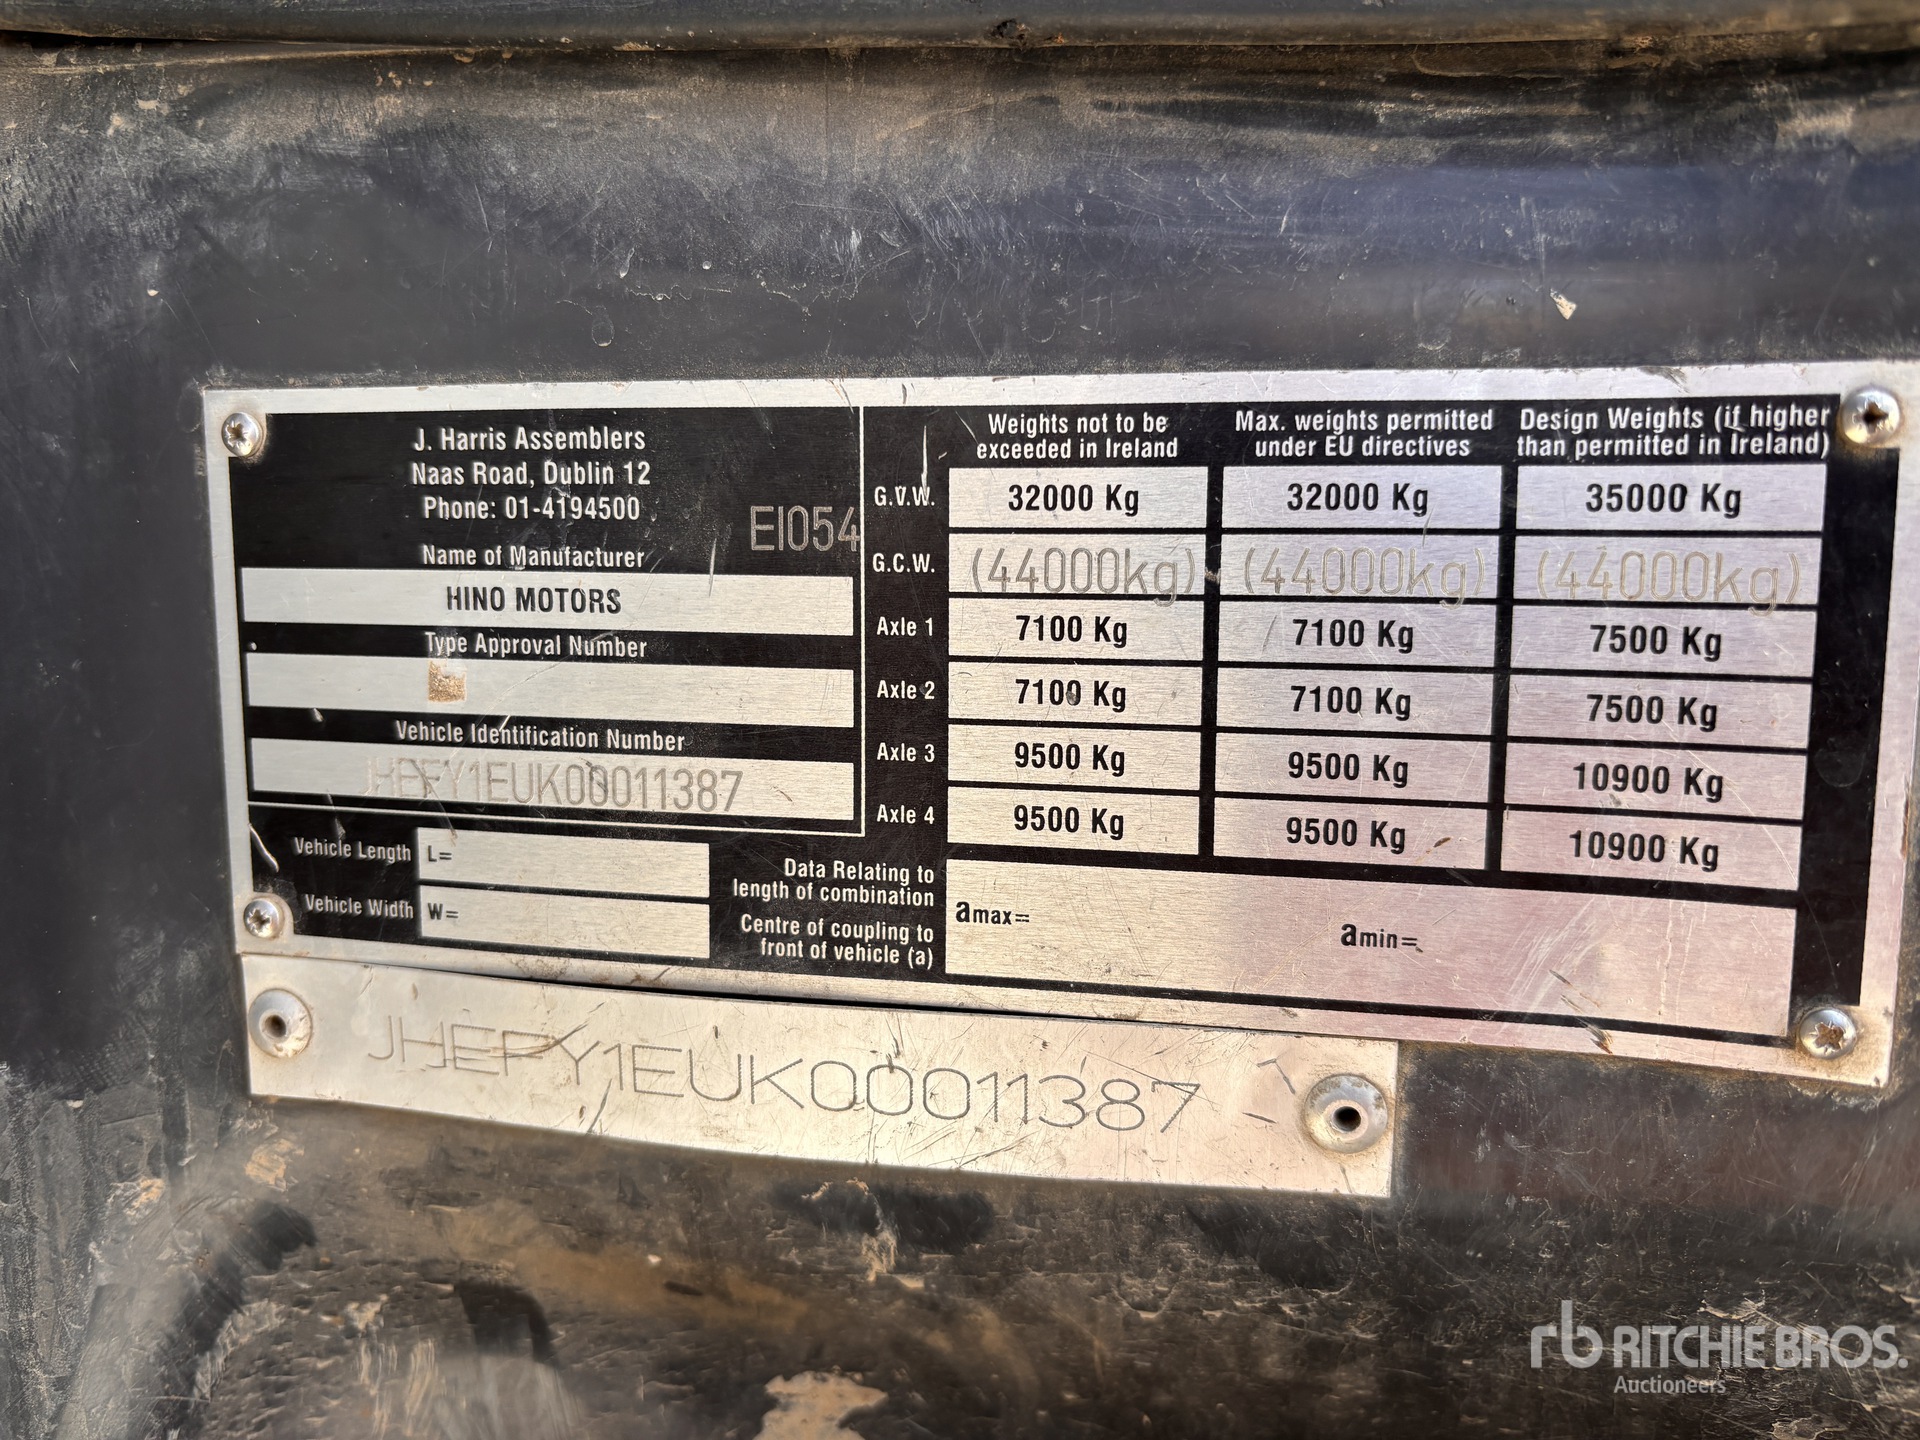 J. Harris Assemblers
Naas Road, Dublin 12
Phone: 01-4194500
EI054
Name of Manufacturer
HINO MOTORS
Type Approval Number
Vehicle Identification Number
JHEFY1EUK00011387
Vehicle Length L=
Vehicle Width W=
Weights not to be exceeded in Ireland
Max. weights permitted under EU directives
Design Weights (if higher than permitted in Ireland)
G.V.W. 32000 Kg 32000 Kg 35000 Kg
G.C.W. (44000kg) (44000kg) (44000kg)
Axle 1 7100 Kg 7100 Kg 7500 Kg
Axle 2 7100 Kg 7100 Kg 7500 Kg
Axle 3 9500 Kg 9500 Kg 10900 Kg
Axle 4 9500 Kg 9500 Kg 10900 Kg
Data Relating to
length of combination
Centre of coupling to
front of vehicle (a)
amax= amin=
JHEFY1EUK00011387
rb RITCHIE BROS.
Auctioneers